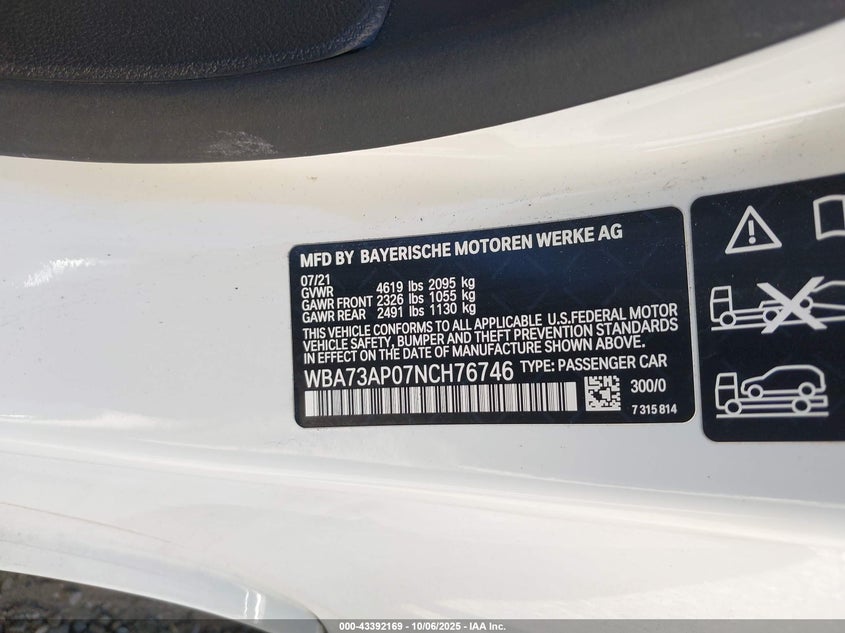 MFD BY BAYERISCHE MOTOREN WERKE AG
07/21
GVWR 4619 lbs 2095 kg
GAWR FRONT 2326 lbs 1055 kg
GAWR REAR 2491 lbs 1130 kg
THIS VEHICLE CONFORMS TO ALL APPLICABLE U.S.FEDERAL MOTOR
VEHICLE SAFETY, BUMPER AND THEFT PREVENTION STANDARDS
IN EFFECT ON THE DATE OF MANUFACTURE SHOWN ABOVE.
WBA73AP07NCH76746 TYPE: PASSENGER CAR
300/0
7 315 814
000-43392169 - 10/06/2025 - IAA Inc.